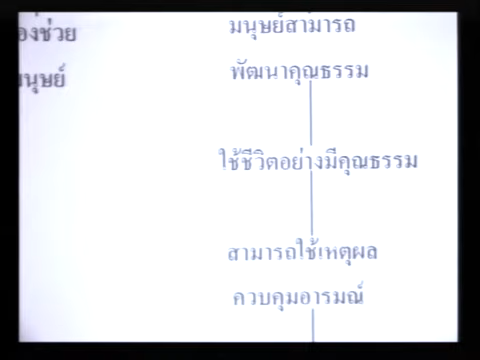 มนุษย์สามารถ
ช่วย
พัฒนาคุณธรรม
มนุษย์
ใช้ชีวิตอย่างมีคุณธรรม
สามารถใช้เหตุผล
ควบคุมอารมณ์